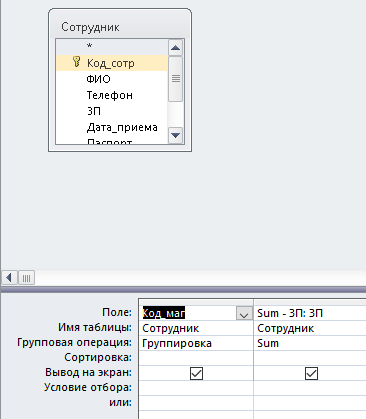 Сотрудник
*
Код_сотр
ФИО
Телефон
ЗП
Дата_приема
Паспорт
Поле: Код_маг Sum - ЗП: ЗП
Имя таблицы: Сотрудник Сотрудник
Групповая операция: Группировка Sum
Сортировка:
Вывод на экран:
Условие отбора:
или: